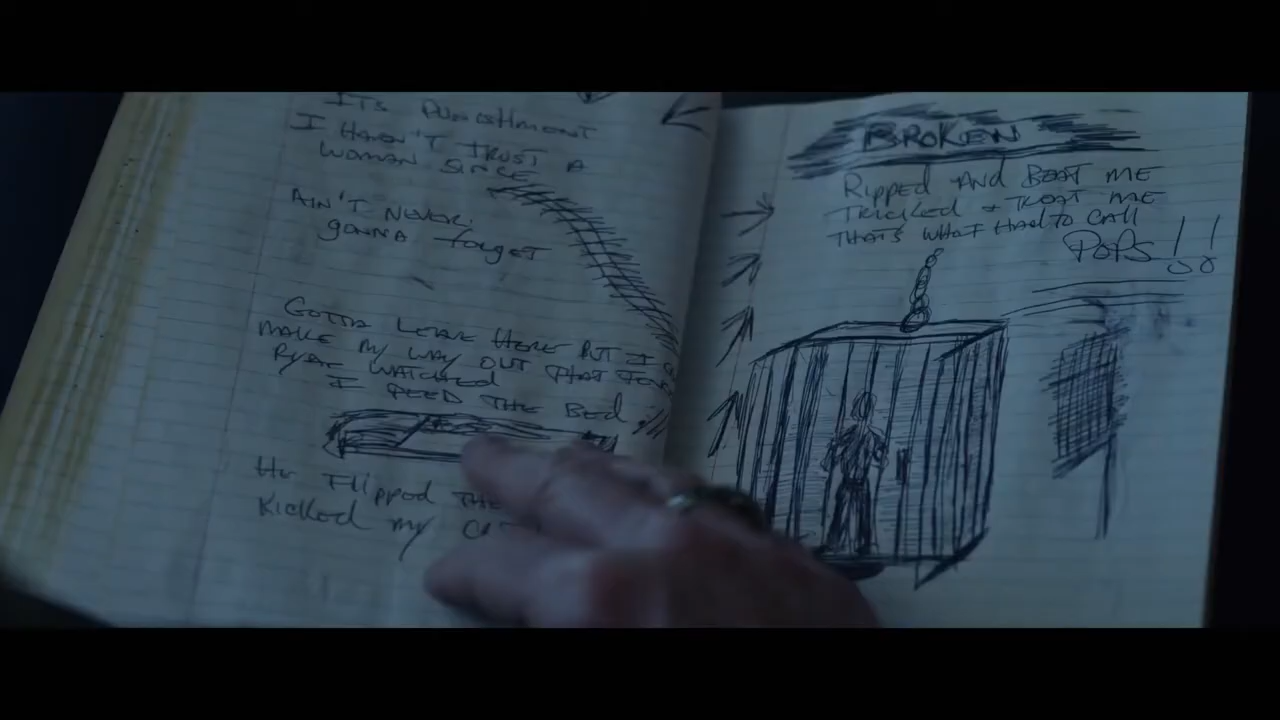 ITS PUNISHMENT
I HAVEN'T TRUST A
WOMAN SINCE
AIN'T NEVER
gONNA forget
GOTTA LEAVE HERE BUT I
MAKE MY WAY OUT THAT
RYAN WATCHED
I PEED THE BED
He Flipped THE
Kicked my
BROKEN
Ripped AND BEAT ME
TRICKED + TREAT ME
THATS WHAT I HAD TO CALL
POPS!!